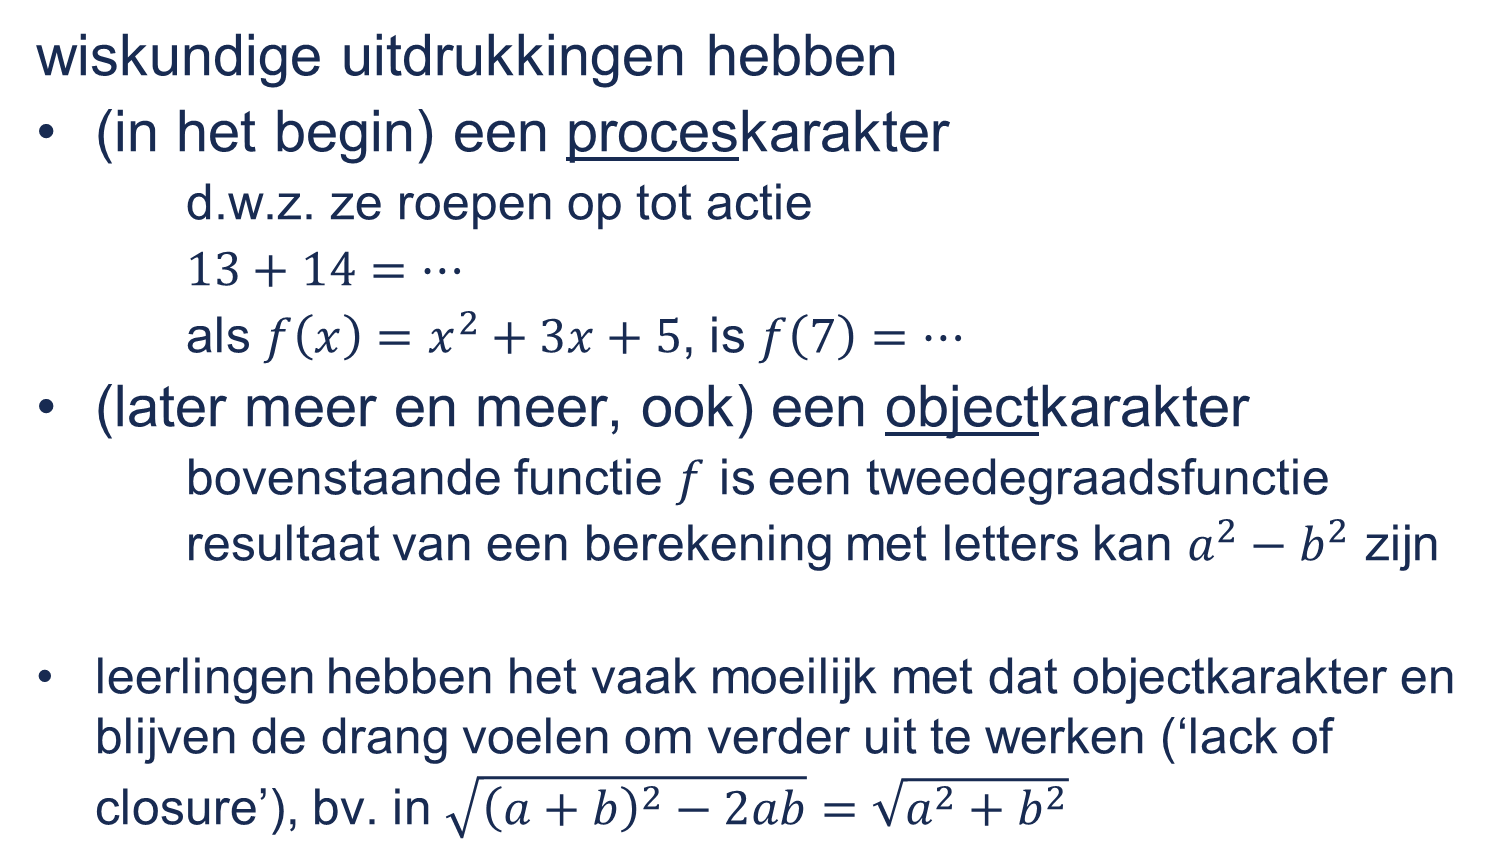 wiskundige uitdrukkingen hebben
• (in het begin) een proceskarakter
d.w.z. ze roepen op tot actie
13 + 14 = ⋯
als 𝑓(𝑥) = 𝑥² + 3𝑥 + 5, is 𝑓(7) = ⋯
• (later meer en meer, ook) een objectkarakter
bovenstaande functie 𝑓 is een tweedegraadsfunctie
resultaat van een berekening met letters kan 𝑎² − 𝑏² zijn
• leerlingen hebben het vaak moeilijk met dat objectkarakter en
blijven de drang voelen om verder uit te werken (‘lack of
closure’), bv. in √((𝑎 + 𝑏)² − 2𝑎𝑏) = √(𝑎² + 𝑏²)